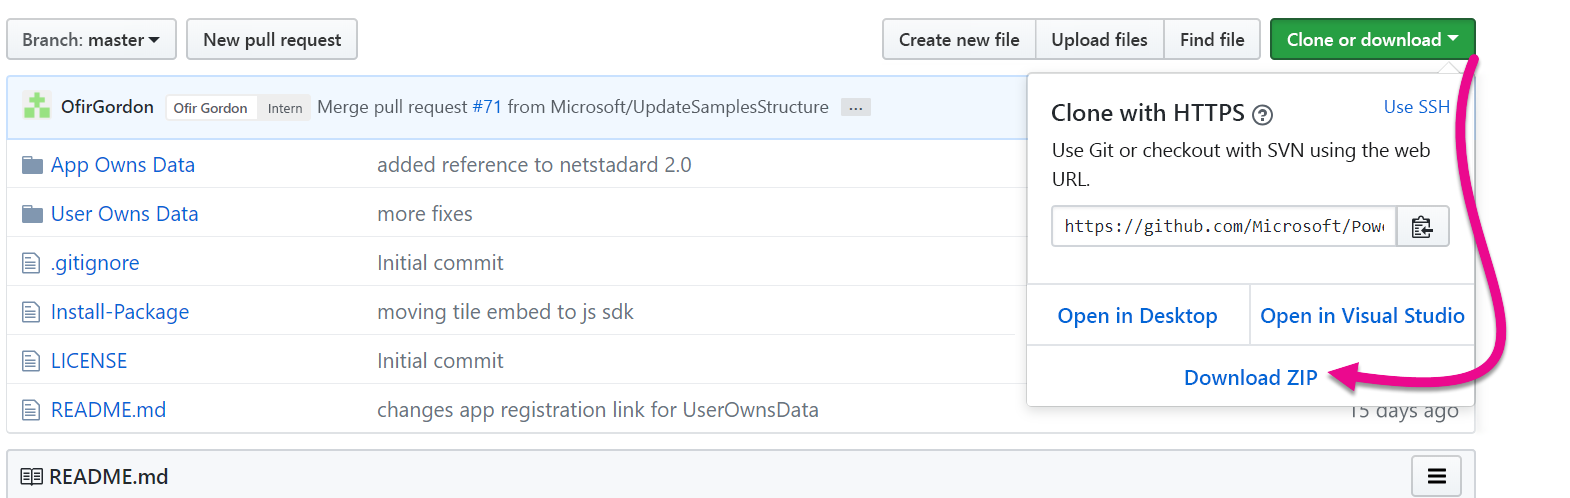 Branch: master New pull request Create new file Upload files Find file Clone or download
OfirGordon Ofir Gordon Intern Merge pull request #71 from Microsoft/UpdateSamplesStructure ...
Clone with HTTPS ? Use SSH
Use Git or checkout with SVN using the web
URL.
https://github.com/Microsoft/Pow
Open in Desktop Open in Visual Studio
Download ZIP
App Owns Data added reference to netstadard 2.0
User Owns Data more fixes
.gitignore Initial commit
Install-Package moving tile embed to js sdk
LICENSE Initial commit
README.md changes app registration link for UserOwnsData 15 days ago
README.md